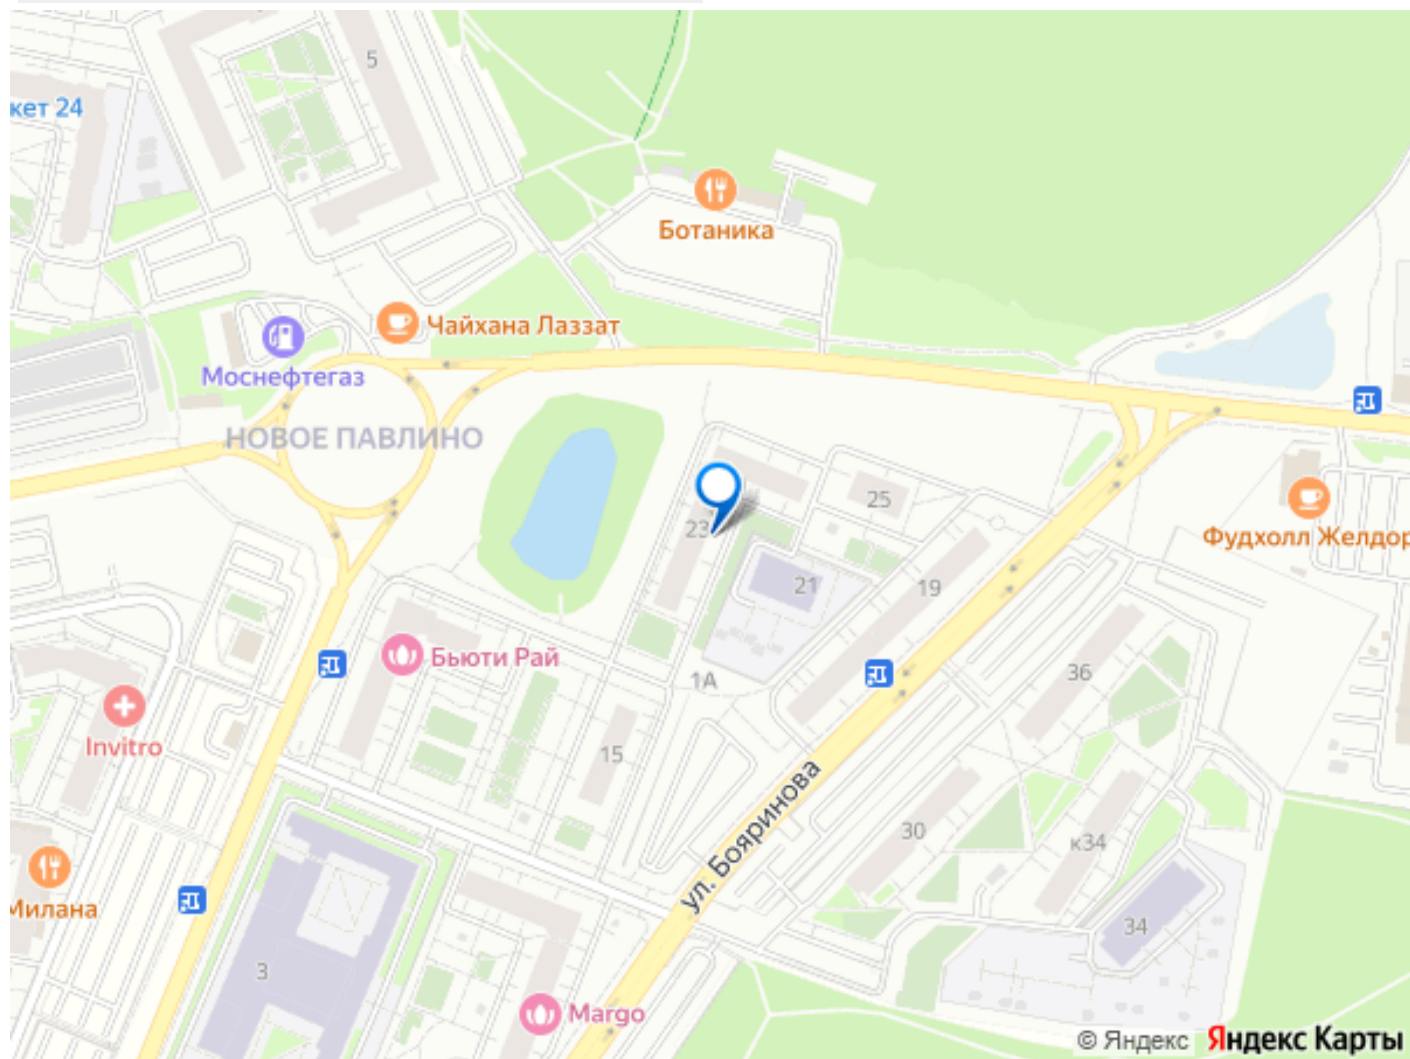 5
кет 24
Ботаника
Чайхана Лаззат
Моснефтегаз
НОВОЕ ПАВЛИНО
25
23
Фудхолл Желдор
21
19
Бьюти Рай
1А
36
Invitro
15
ул. Бояринова
30
к34
Милана
34
3
Margo
© Яндекс Яндекс Карты